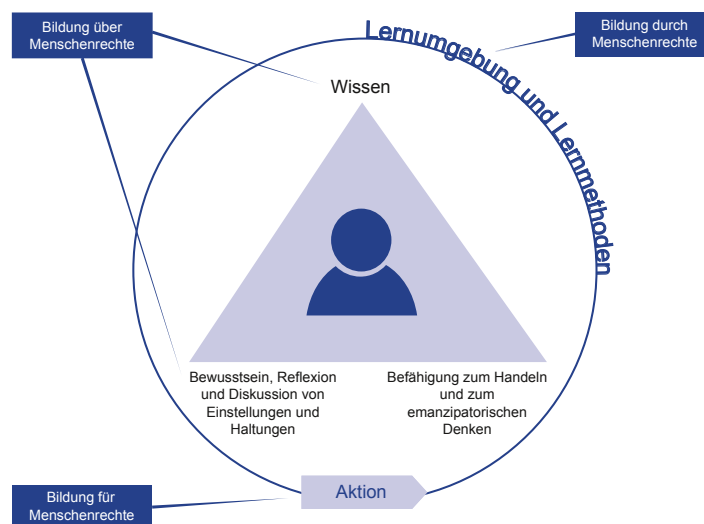 Bildung über
Menschenrechte
Lernumgebung und Lernmethoden
Bildung durch
Menschenrechte
Wissen
Bewusstsein, Reflexion
und Diskussion von
Einstellungen und
Haltungen
Befähigung zum Handeln
und zum
emanzipatorischen
Denken
Bildung für
Menschenrechte
Aktion